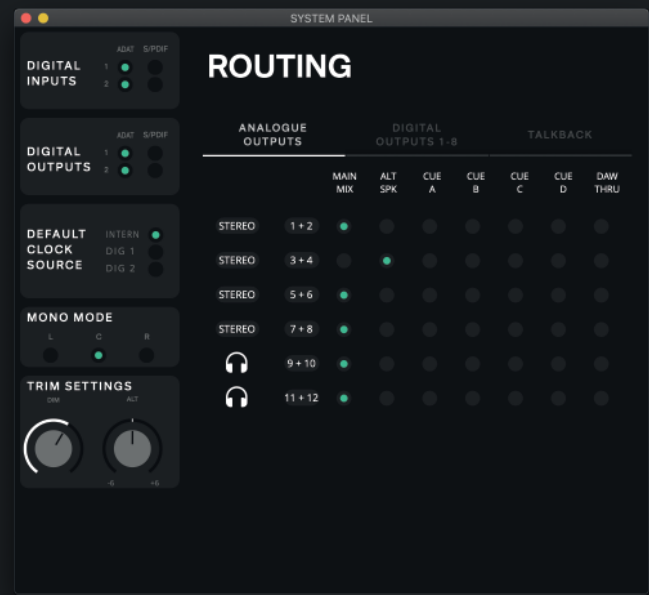 SYSTEM PANEL
ADAT S/PDIF
DIGITAL
INPUTS
1
2
ADAT S/PDIF
DIGITAL
OUTPUTS
1
2
DEFAULT
CLOCK
SOURCE
INTERN
DIG 1
DIG 2
MONO MODE
L C R
TRIM SETTINGS
DIM ALT
-6 +6
ROUTING
ANALOGUE
OUTPUTS
DIGITAL
OUTPUTS 1-8
TALKBACK
MAIN
MIX
ALT
SPK
CUE
A
CUE
B
CUE
C
CUE
D
DAW
THRU
STEREO 1 + 2
STEREO 3 + 4
STEREO 5 + 6
STEREO 7 + 8
9 + 10
11 + 12